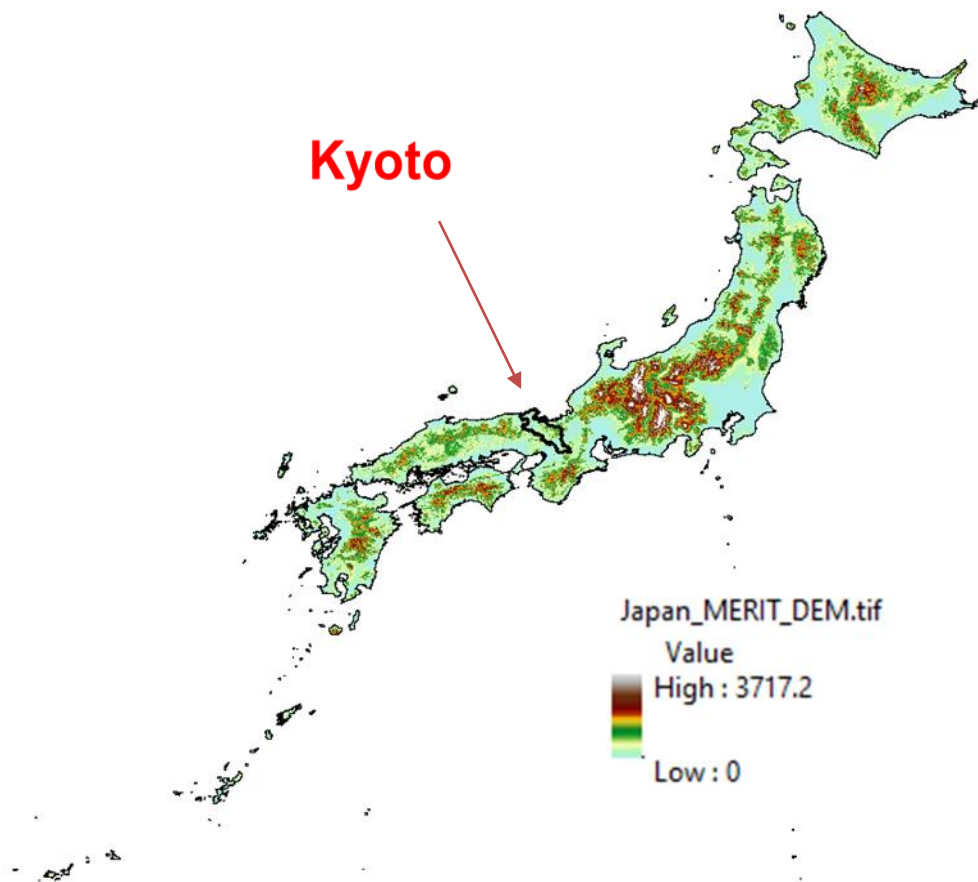 Kyoto
Japan_MERIT_DEM.tif
Value
High : 3717.2
Low : 0